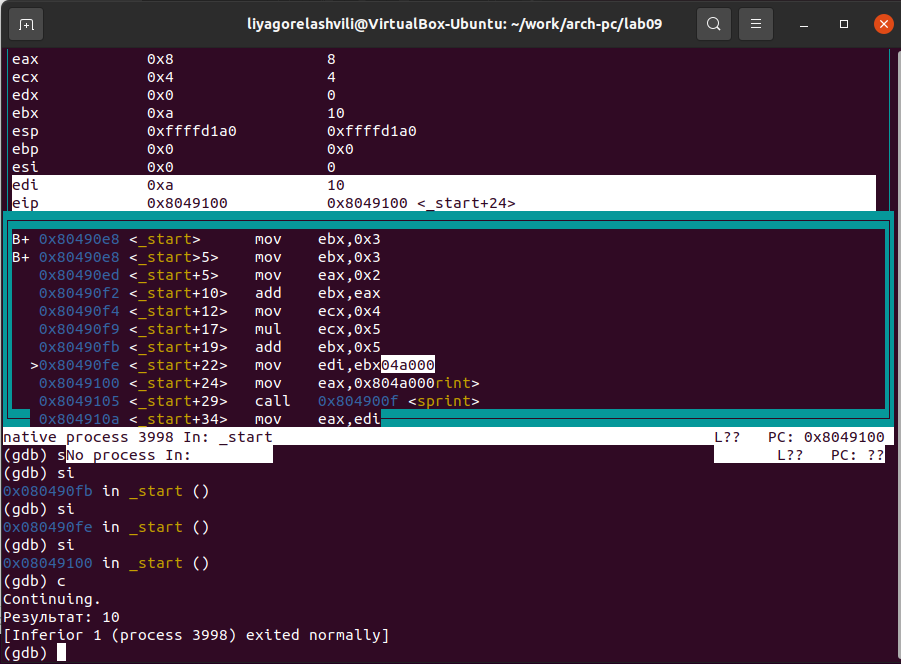 liyagorelashvili@VirtualBox-Ubuntu: ~/work/arch-pc/lab09
eax 0x8 8
ecx 0x4 4
edx 0x0 0
ebx 0xa 10
esp 0xffffd1a0 0xffffd1a0
ebp 0x0 0x0
esi 0x0 0
edi 0xa 10
eip 0x8049100 0x8049100 <_start+24>
B+ 0x80490e8 <_start> mov ebx,0x3
B+ 0x80490e8 <_start>5> mov ebx,0x3
0x80490ed <_start+5> mov eax,0x2
0x80490f2 <_start+10> add ebx,eax
0x80490f4 <_start+12> mov ecx,0x4
0x80490f9 <_start+17> mul ecx,0x5
0x80490fb <_start+19> add ebx,0x5
>0x80490fe <_start+22> mov edi,ebx04a000
0x8049100 <_start+24> mov eax,0x804a000rint>
0x8049105 <_start+29> call 0x804900f <sprint>
0x804910a <_start+34> mov eax,edi
native process 3998 In: _start L?? PC: 0x8049100
(gdb) sNo process In: L?? PC: ??
(gdb) si
0x080490fb in _start ()
(gdb) si
0x080490fe in _start ()
(gdb) si
0x08049100 in _start ()
(gdb) c
Continuing.
Результат: 10
[Inferior 1 (process 3998) exited normally]
(gdb)